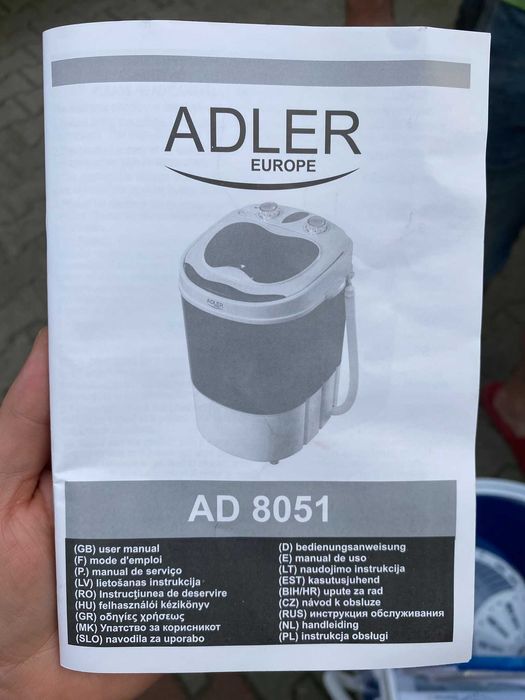 ADLER
EUROPE
ADLER
AD 8051
(GB) user manual
(F) mode d'emploi
(P.) manual de serviço
(LV) lietošanas instrukcija
(RO) Instrucţiunea de deservire
(HU) felhasználói kézikönyv
(GR) οδηγίες χρήσεως
(MK) Упатство за корисникот
(SLO) navodila za uporabo
(D) bedienungsanweisung
(E) manual de uso
(LT) naudojimo instrukcija
(EST) kasutusjuhend
(BIH/HR) upute za rad
(CZ) návod k obsluze
(RUS) инструкция обслуживания
(NL) handleiding
(PL) instrukcja obsługi